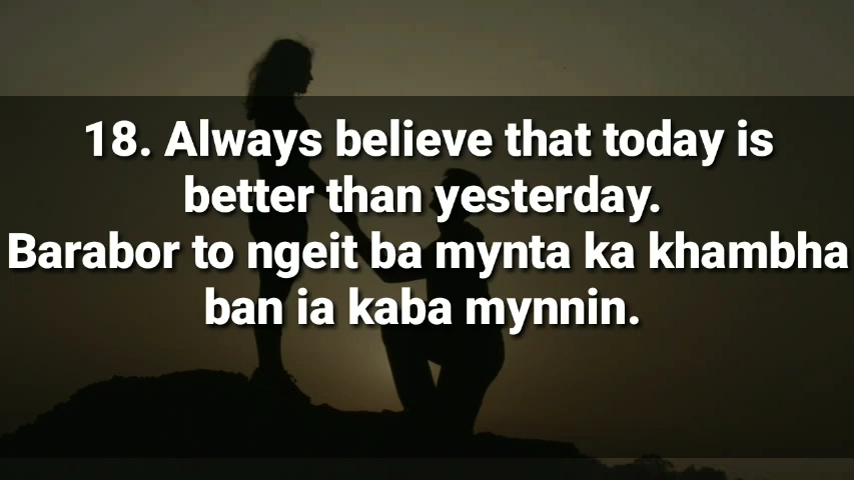 18. Always believe that today is
better than yesterday.
Barabor to ngeit ba mynta ka khambha
ban ia kaba mynnin.